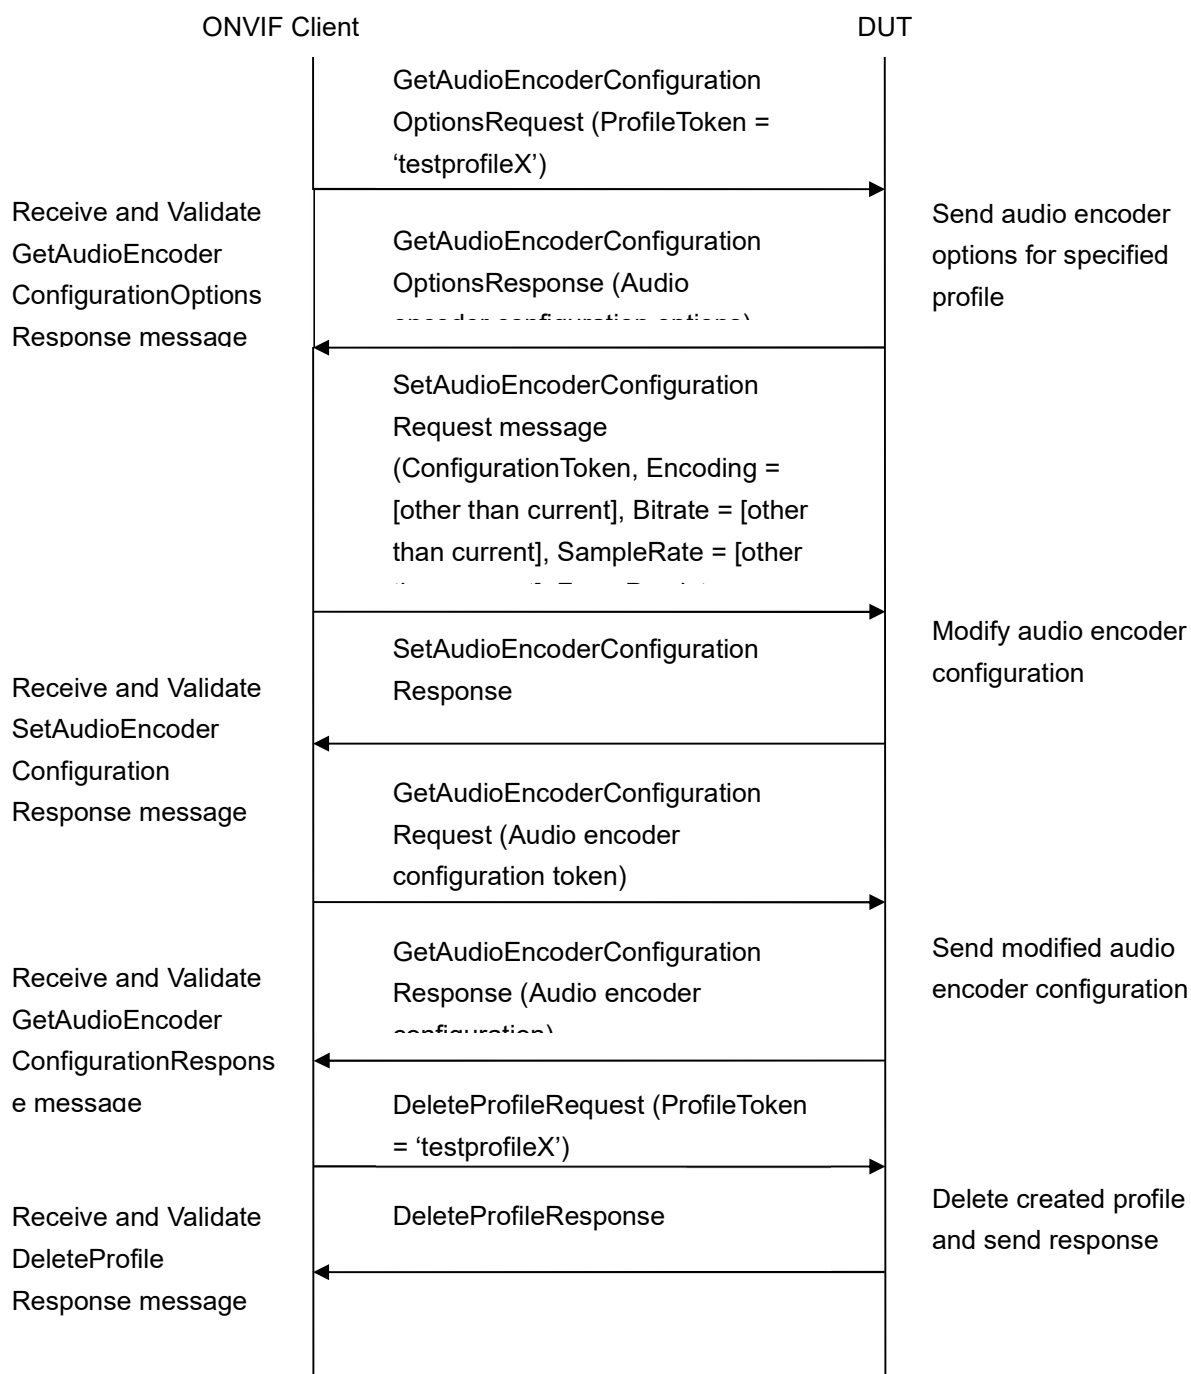 ONVIF Client
DUT
GetAudioEncoderConfiguration
OptionsRequest (ProfileToken =
‘testprofileX’)
Receive and Validate
GetAudioEncoder
ConfigurationOptions
Response message
Send audio encoder
options for specified
profile
GetAudioEncoderConfiguration
OptionsResponse (Audio
encoder configuration options)
SetAudioEncoderConfiguration
Request message
(ConfigurationToken, Encoding =
[other than current], Bitrate = [other
than current], SampleRate = [other
Modify audio encoder
configuration
SetAudioEncoderConfiguration
Response
Receive and Validate
SetAudioEncoder
Configuration
Response message
GetAudioEncoderConfiguration
Request (Audio encoder
configuration token)
Send modified audio
encoder configuration
GetAudioEncoderConfiguration
Response (Audio encoder
configuration)
Receive and Validate
GetAudioEncoder
ConfigurationRespons
e message
DeleteProfileRequest (ProfileToken
= ‘testprofileX’)
Delete created profile
and send response
DeleteProfileResponse
Receive and Validate
DeleteProfile
Response message